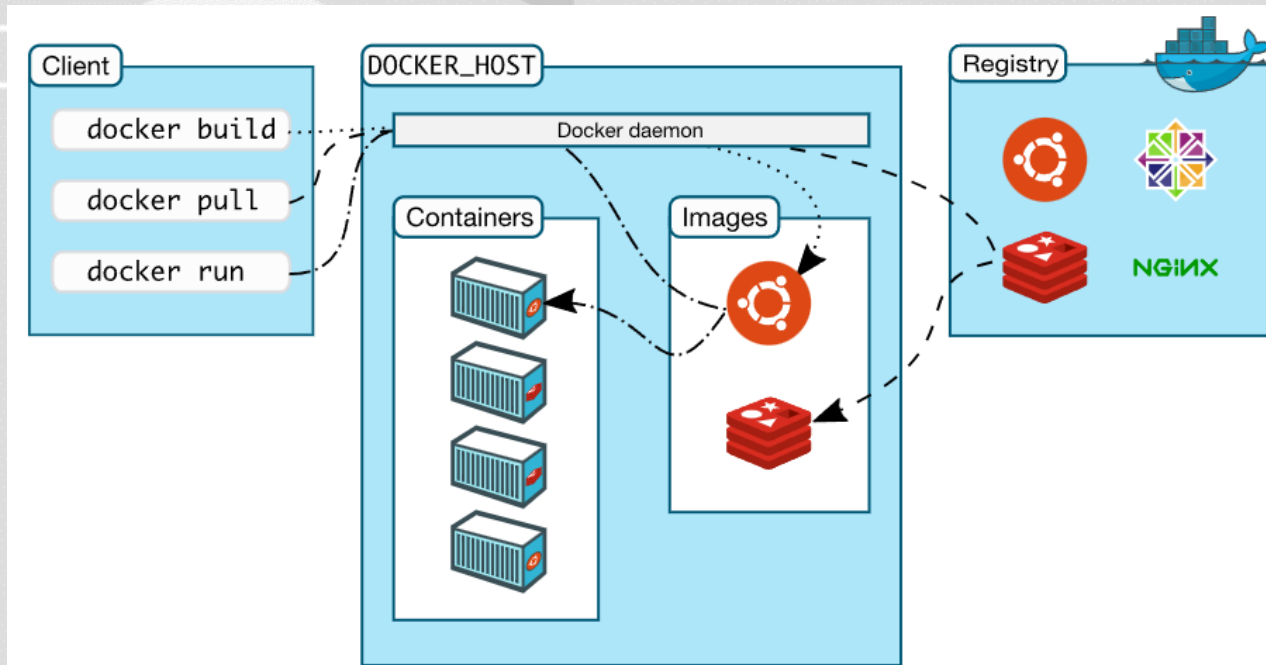 Client
docker build
docker pull
docker run
DOCKER_HOST
Docker daemon
Containers
Images
Registry
NGiNX